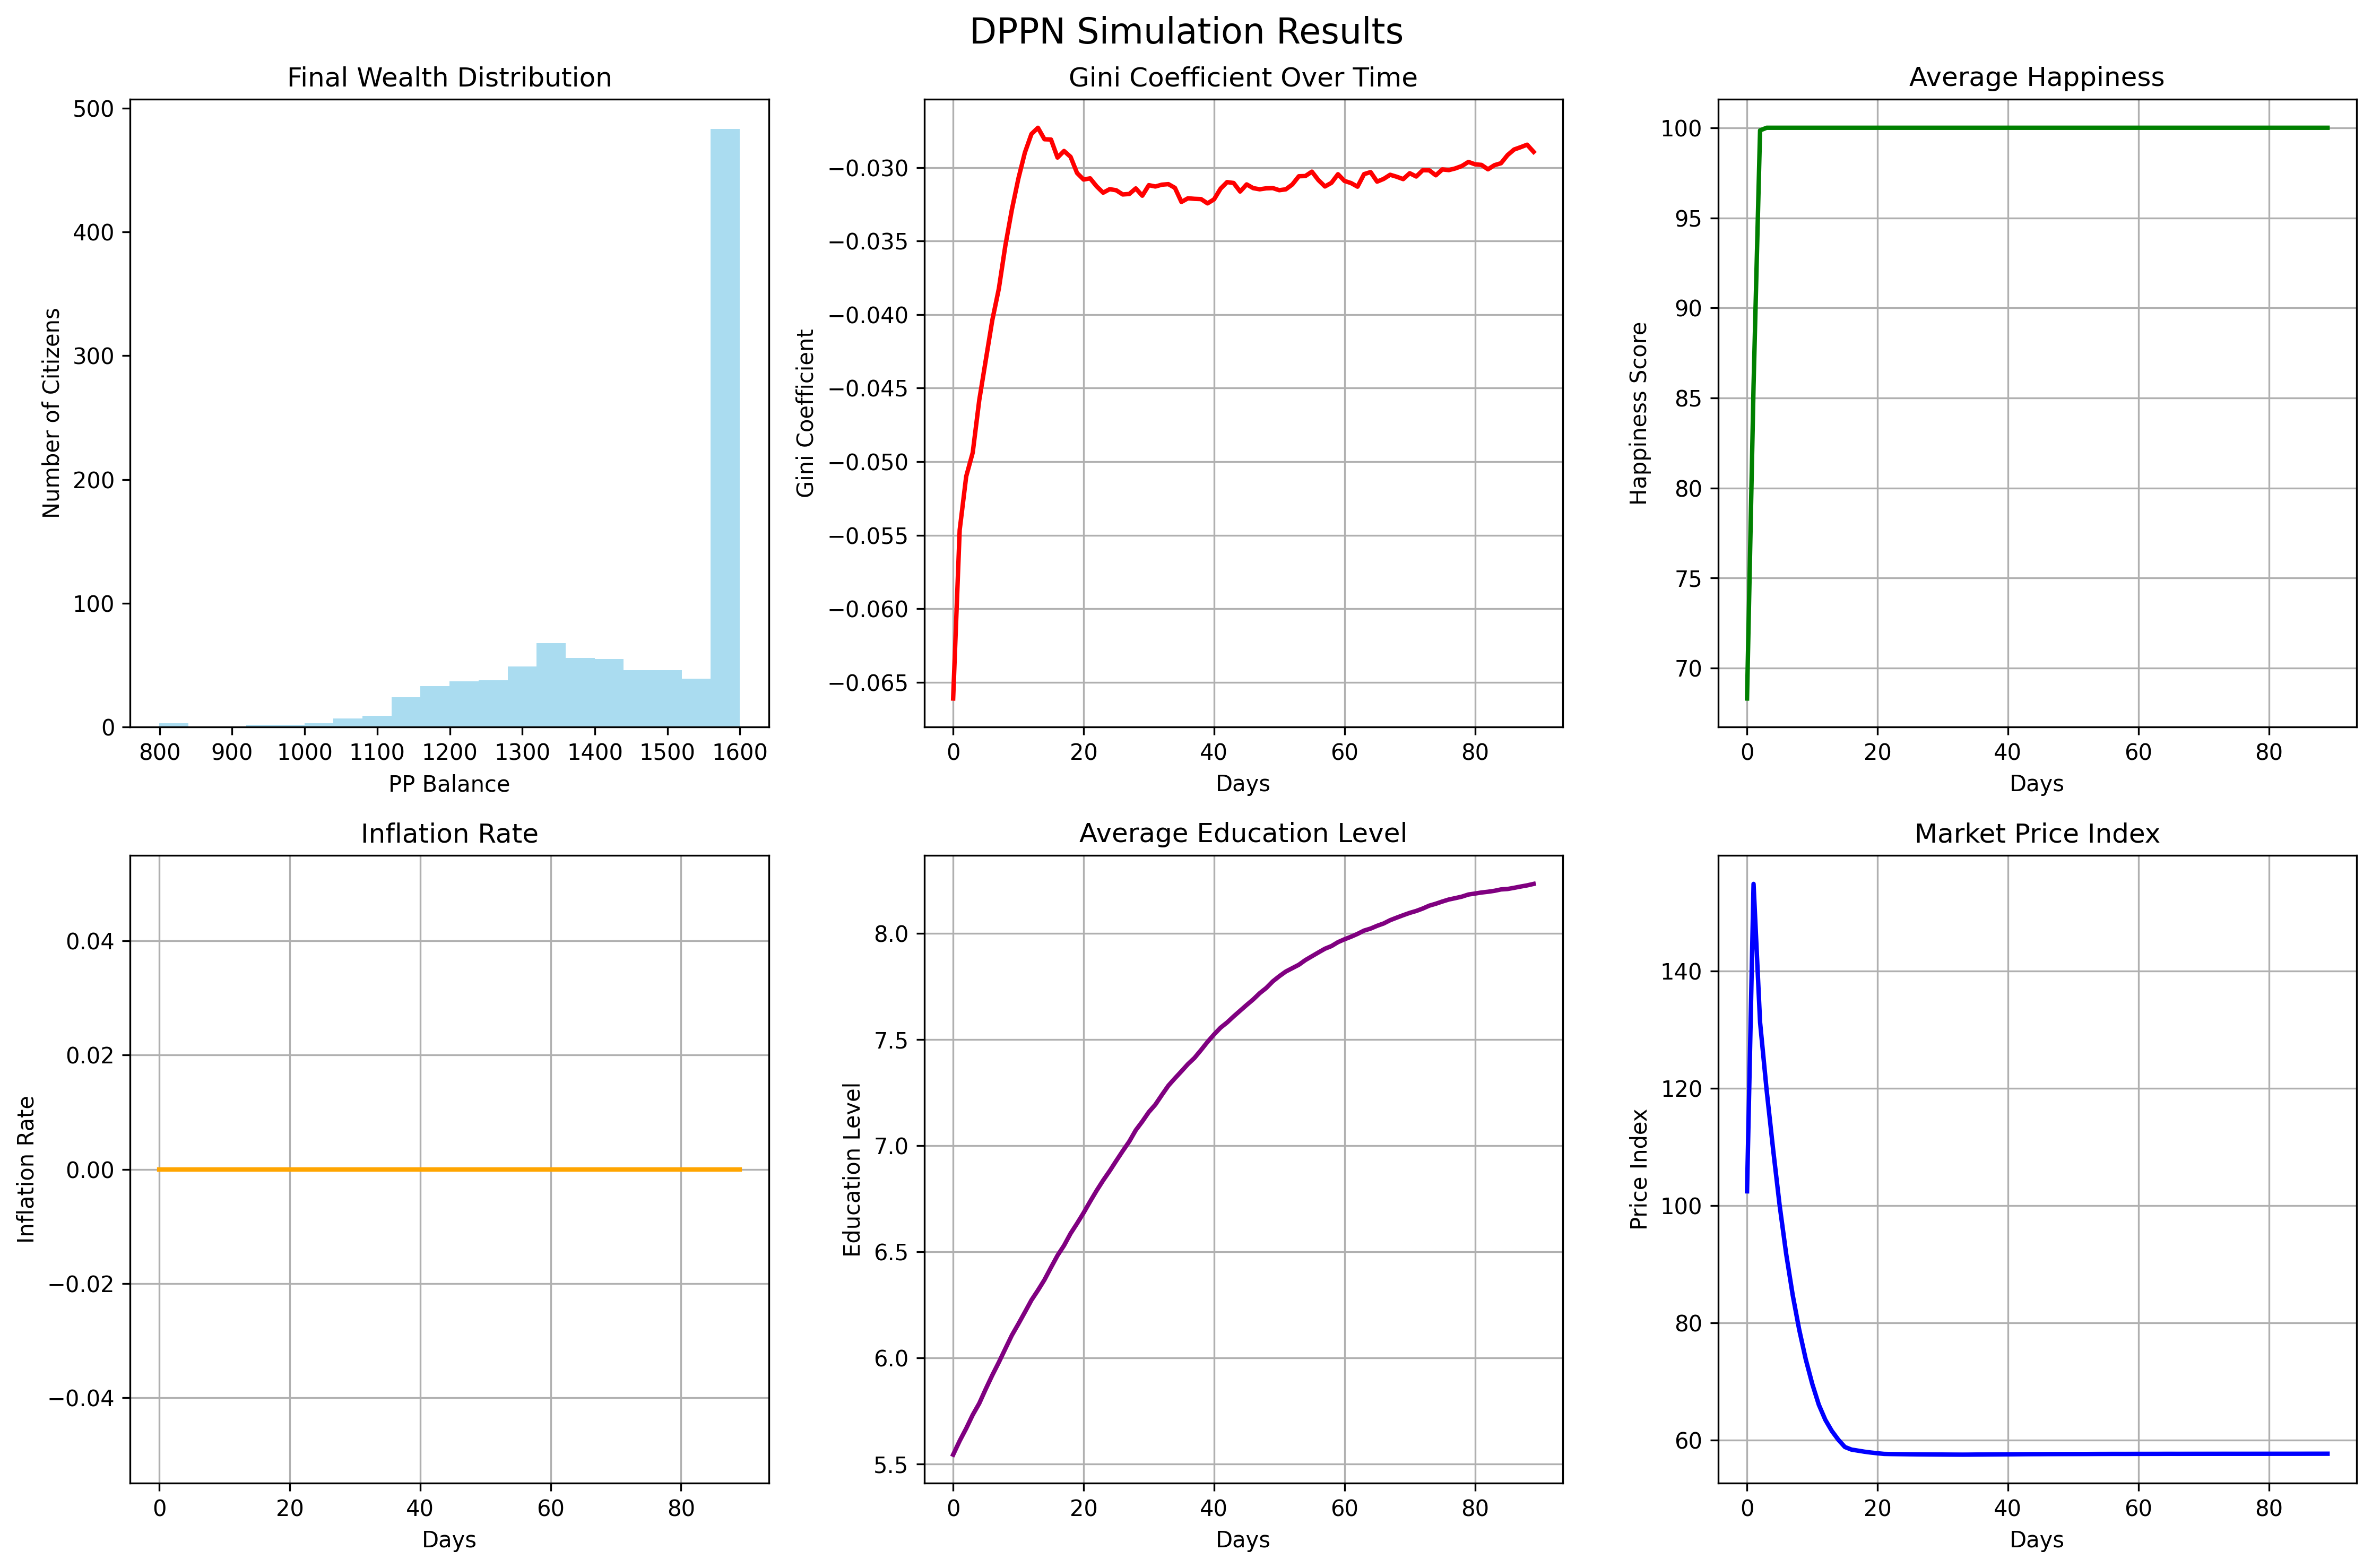 DPPN Simulation Results
Final Wealth Distribution
500
400
300
200
100
0
Number of Citizens
800 900 1000 1100 1200 1300 1400 1500 1600
PP Balance
Gini Coefficient Over Time
−0.030
−0.035
−0.040
−0.045
−0.050
−0.055
−0.060
−0.065
Gini Coefficient
0 20 40 60 80
Days
Average Happiness
100
95
90
85
80
75
70
Happiness Score
0 20 40 60 80
Days
Inflation Rate
0.04
0.02
0.00
−0.02
−0.04
Inflation Rate
0 20 40 60 80
Days
Average Education Level
8.0
7.5
7.0
6.5
6.0
5.5
Education Level
0 20 40 60 80
Days
Market Price Index
140
120
100
80
60
Price Index
0 20 40 60 80
Days